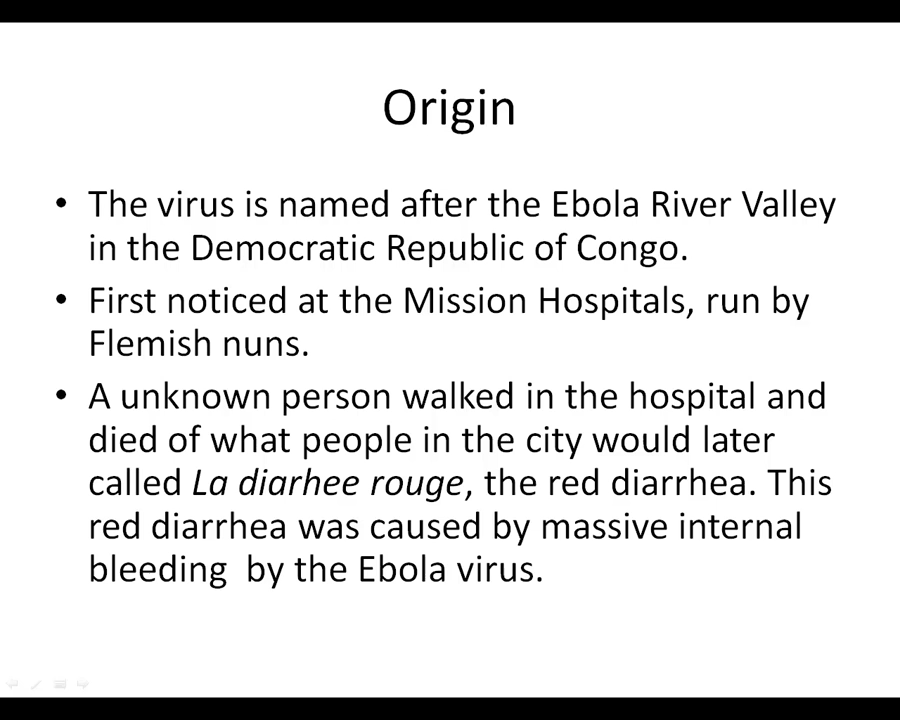 Origin
• The virus is named after the Ebola River Valley
in the Democratic Republic of Congo.
• First noticed at the Mission Hospitals, run by
Flemish nuns.
• A unknown person walked in the hospital and
died of what people in the city would later
called La diarhee rouge, the red diarrhea. This
red diarrhea was caused by massive internal
bleeding  by the Ebola virus.